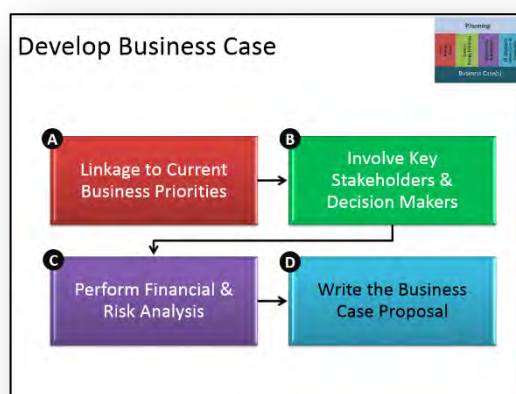 Develop Business Case
Planning
Business Case(s)
A
Linkage to Current
Business Priorities
B
Involve Key
Stakeholders &
Decision Makers
C
Perform Financial &
Risk Analysis
D
Write the Business
Case Proposal